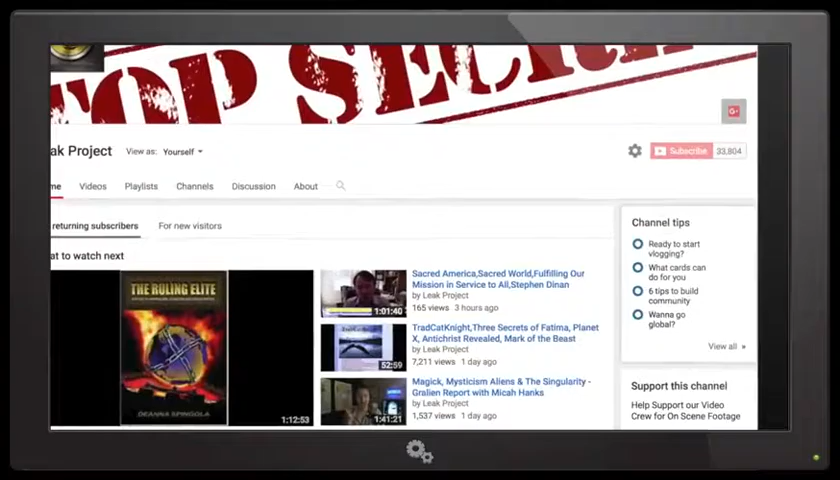 TOP SECR
ak Project
View as: Yourself
Subscribe 33,804
me Videos Playlists Channels Discussion About
returning subscribers For new visitors
at to watch next
THE RULING ELITE
DEANNA SPINGOLA
1:12:53
1:01:40
Sacred America,Sacred World,Fulfilling Our
Mission in Service to All,Stephen Dinan
by Leak Project
165 views 3 hours ago
52:59
TradCatKnight,Three Secrets of Fatima, Planet
X, Antichrist Revealed, Mark of the Beast
by Leak Project
7,211 views 1 day ago
1:41:21
Magick, Mysticism Aliens & The Singularity -
Gralien Report with Micah Hanks
by Leak Project
1,537 views 1 day ago
Channel tips
Ready to start
vlogging?
What cards can
do for you
6 tips to build
community
Wanna go
global?
View all »
Support this channel
Help Support our Video
Crew for On Scene Footage